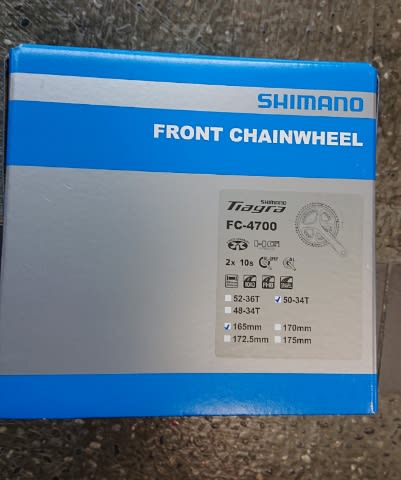 SHIMANO
FRONT CHAINWHEEL
SHIMANO
Tiagra
FC-4700
2x 10s
52-36T 50-34T
48-34T
165mm 170mm
172.5mm 175mm